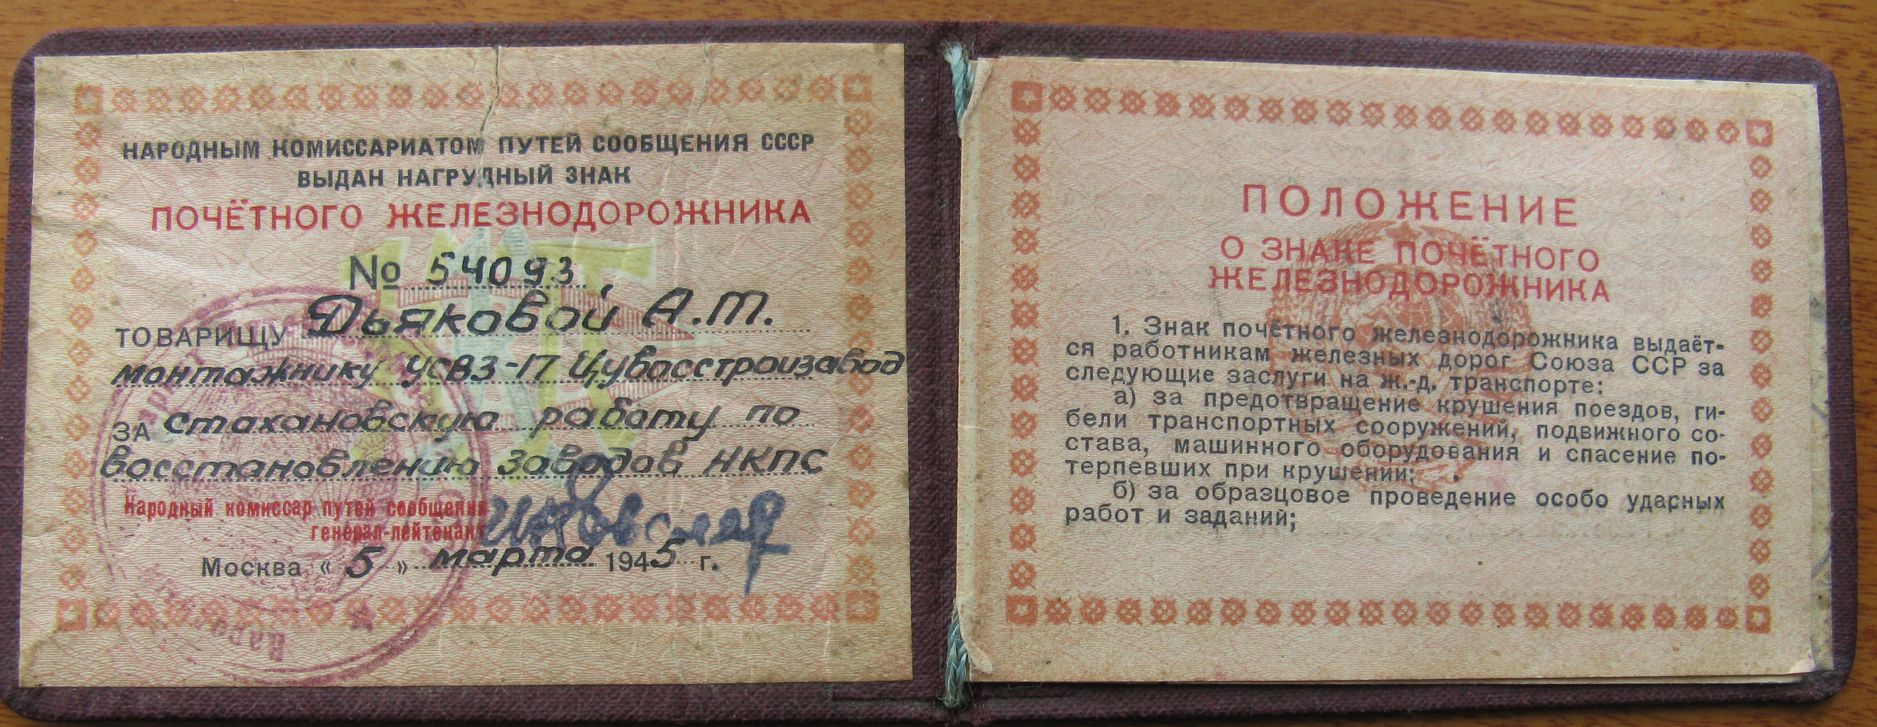 НАРОДНЫМ КОМИССАРИАТОМ ПУТЕЙ СООБЩЕНИЯ СССР
ВЫДАН НАГРУДНЫЙ ЗНАК
ПОЧЁТНОГО ЖЕЛЕЗНОДОРОЖНИКА
№ 54093
ТОВАРИЩУ Дьяковой А.Т.
монтажнику УСВЗ-17 Цувосстроизавод
ЗА стахановскую работу по
восстановлению заводов НКПС
Народный комиссар путей сообщения
генерал-лейтенант
Москва «5» марта 1945 г.
ПОЛОЖЕНИЕ
О ЗНАКЕ ПОЧЁТНОГО
ЖЕЛЕЗНОДОРОЖНИКА
1. Знак почётного железнодорожника выдаёт-
ся работникам железных дорог Союза ССР за
следующие заслуги на ж.-д. транспорте:
а) за предотвращение крушения поездов, ги-
бели транспортных сооружений, подвижного со-
става, машинного оборудования и спасение по-
терпевших при крушении;
б) за образцовое проведение особо ударных
работ и заданий;